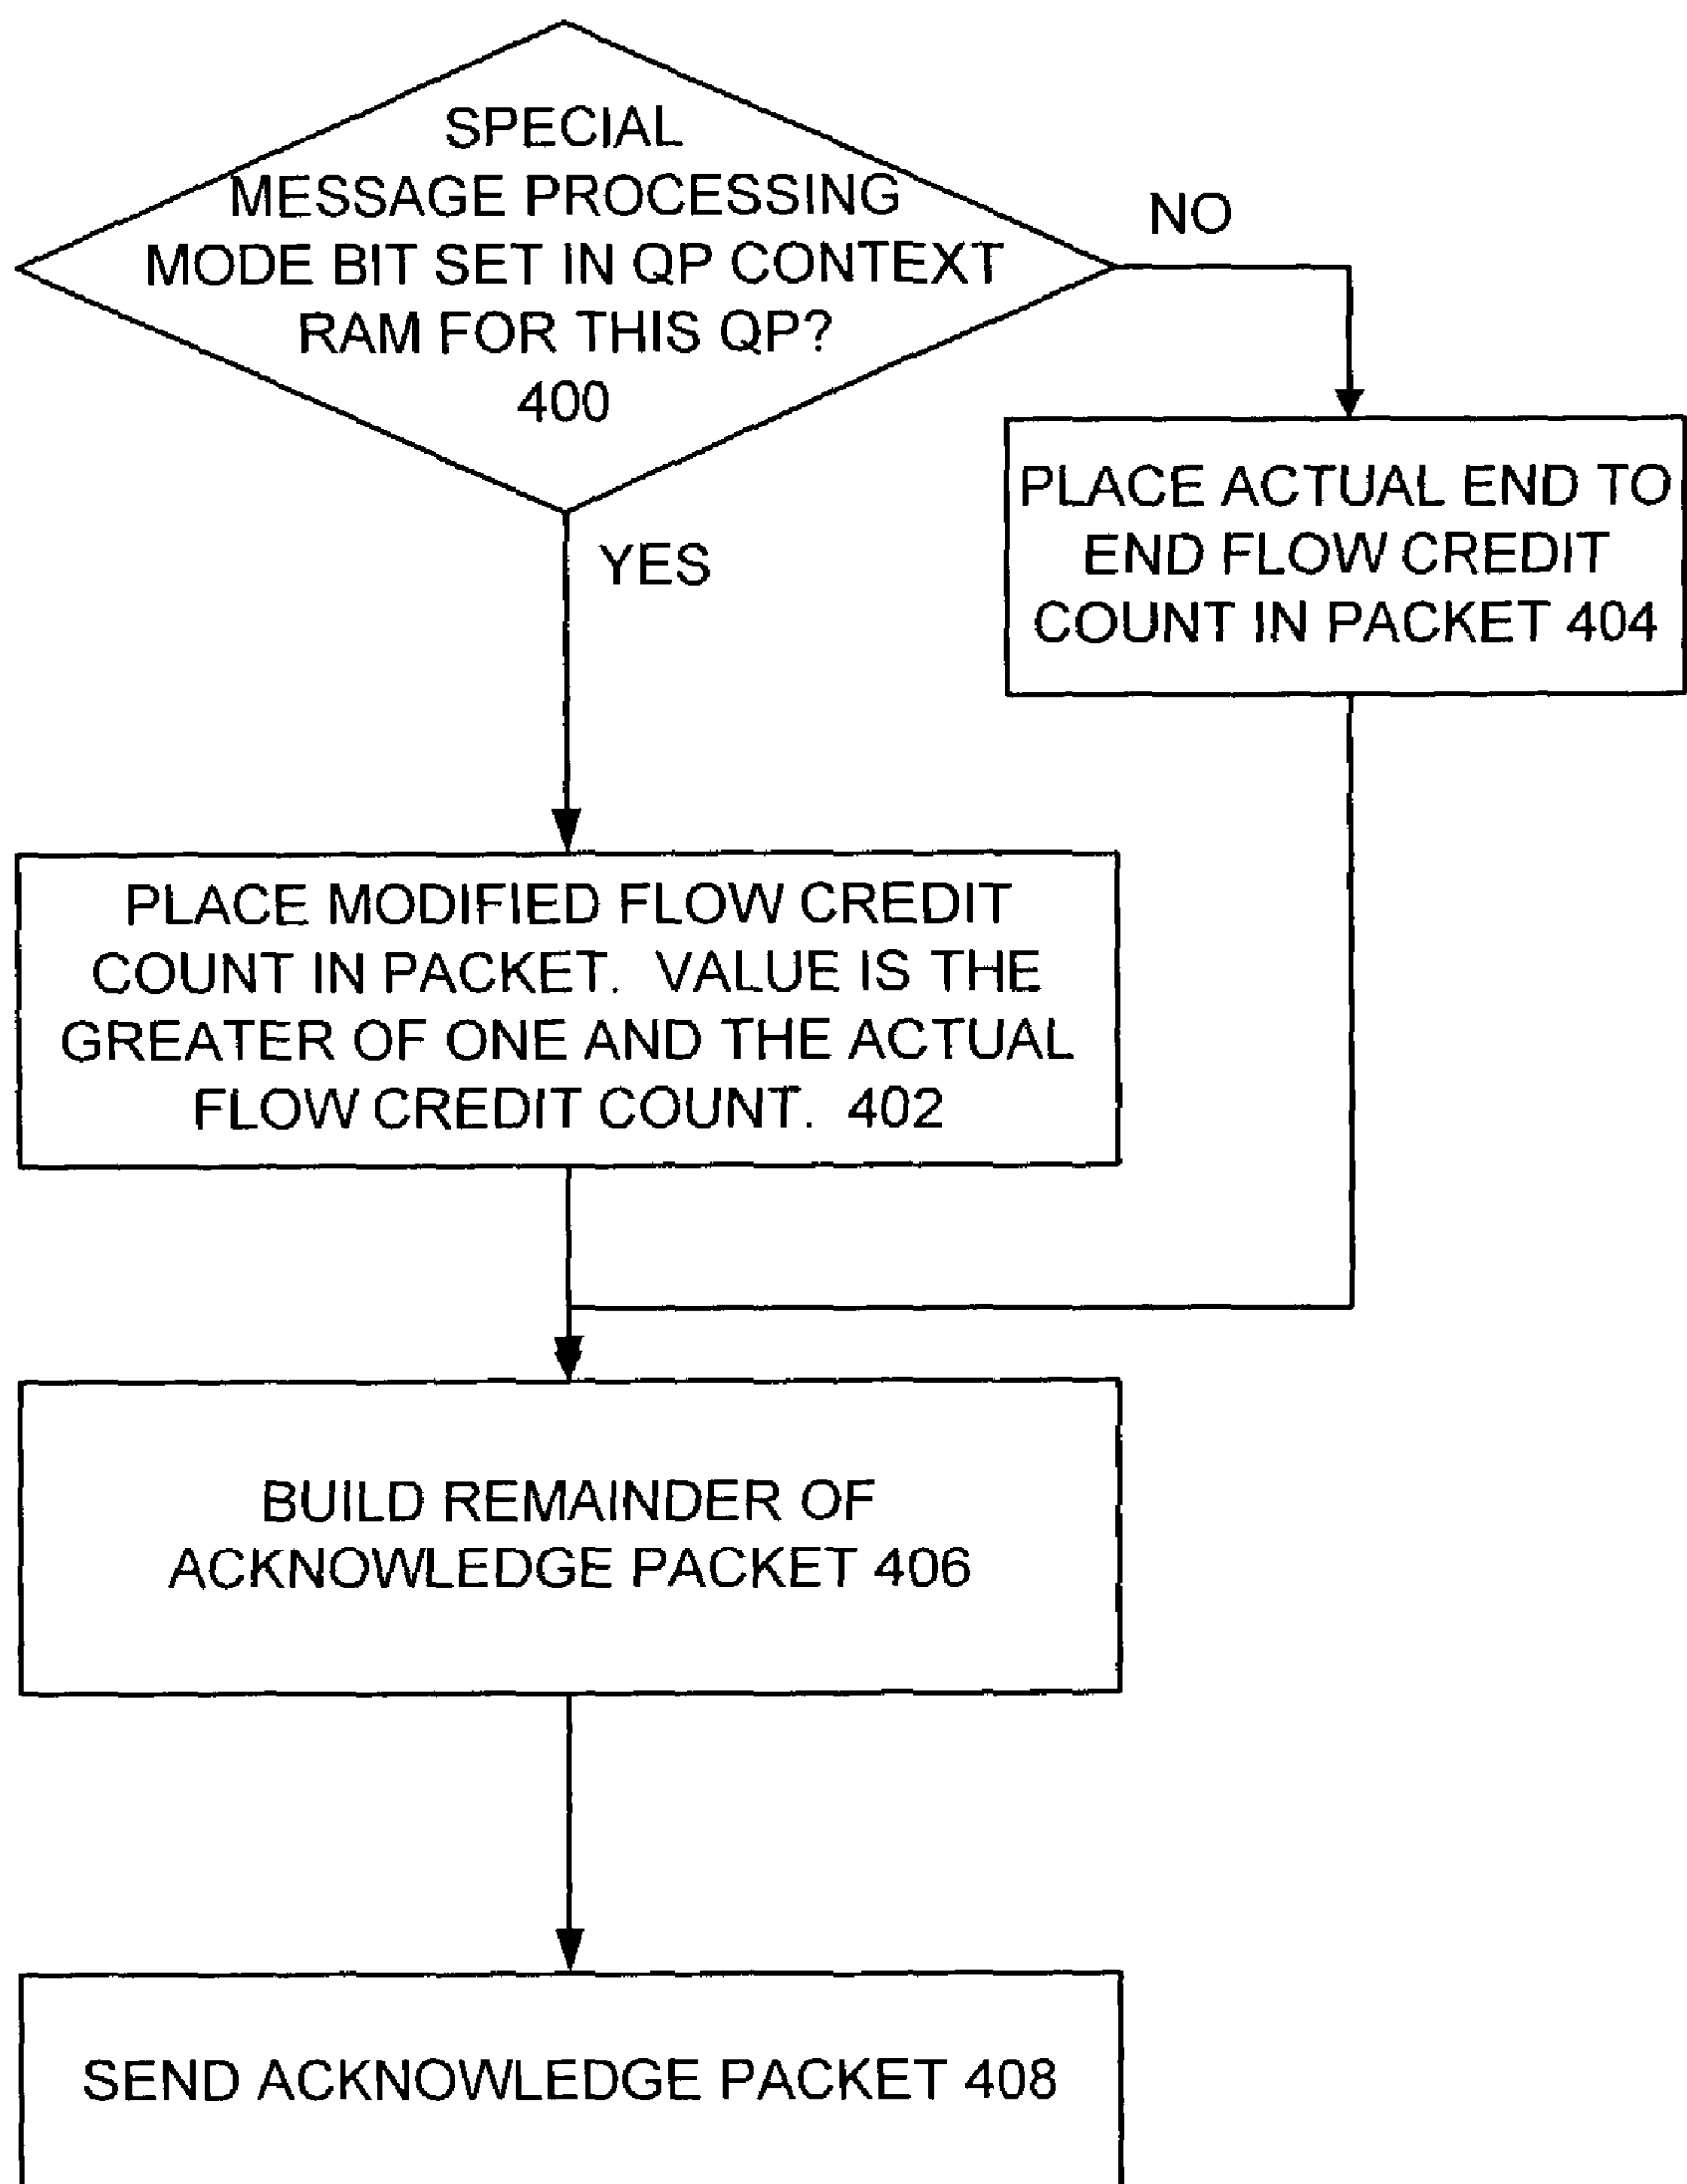 SPECIAL
MESSAGE PROCESSING
MODE BIT SET IN QP CONTEXT
RAM FOR THIS QP?
400
NO
YES
PLACE ACTUAL END TO
END FLOW CREDIT
COUNT IN PACKET 404
PLACE MODIFIED FLOW CREDIT
COUNT IN PACKET. VALUE IS THE
GREATER OF ONE AND THE ACTUAL
FLOW CREDIT COUNT. 402
BUILD REMAINDER OF
ACKNOWLEDGE PACKET 406
SEND ACKNOWLEDGE PACKET 408